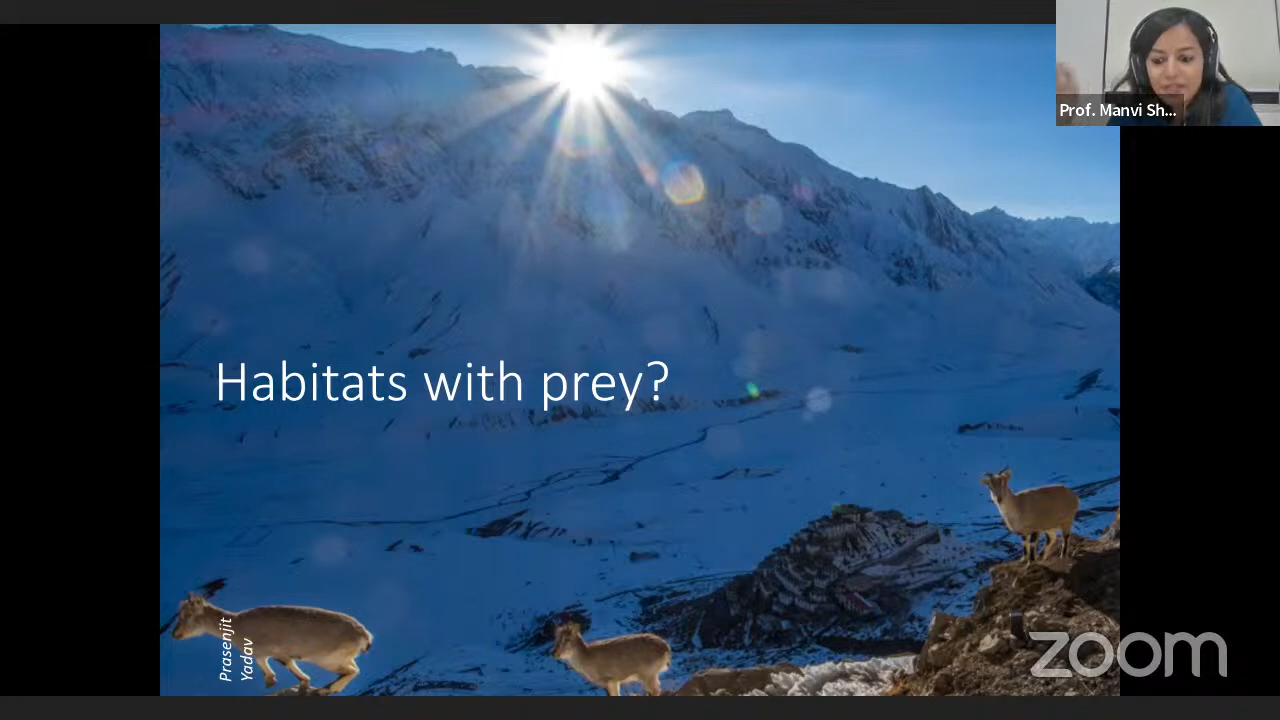 Prof. Manvi Sh...
Habitats with prey?
Prasenjit
Yadav
zoom